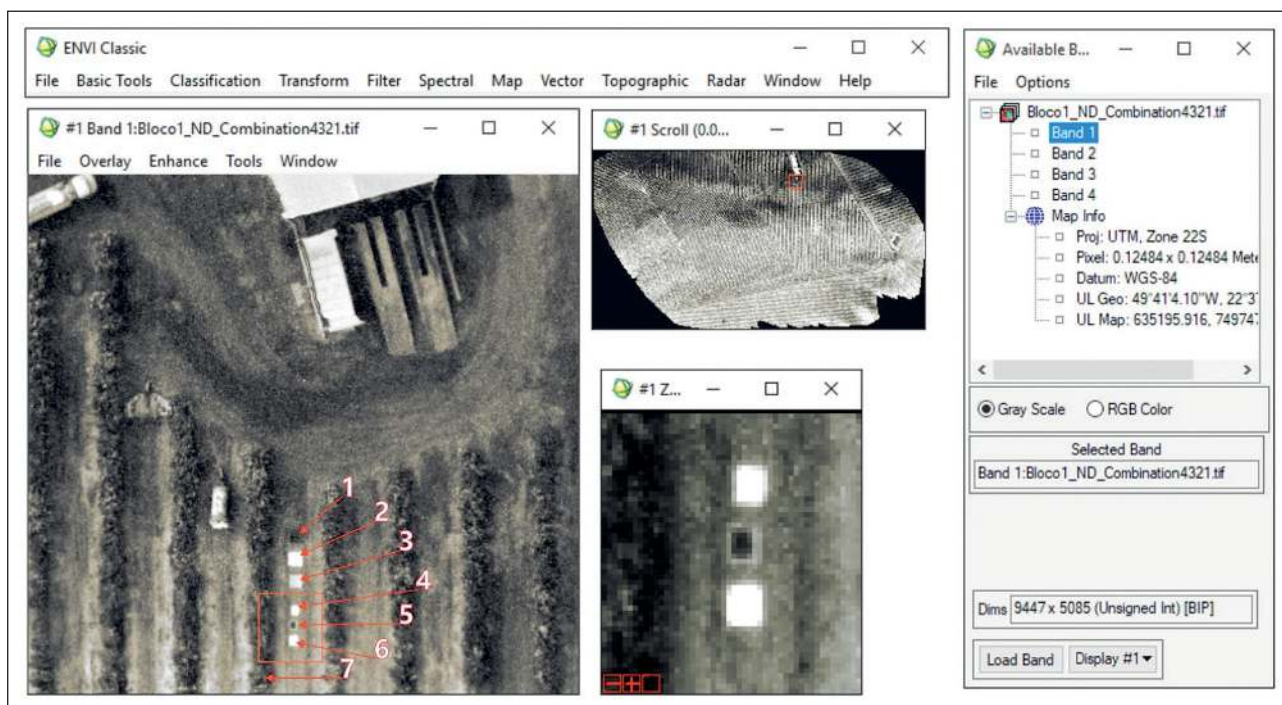 ENVI Classic
File Basic Tools Classification Transform Filter Spectral Map Vector Topographic Radar Window Help
#1 Band 1:Bloco1_ND_Combination4321.tif
File Overlay Enhance Tools Window
1
2
3
4
5
6
7
#1 Scroll (0.0...
#1 Z...
Available B...
File Options
Bloco1_ND_Combination4321.tif
Band 1
Band 2
Band 3
Band 4
Map Info
Proj: UTM, Zone 22S
Pixel: 0.12484 x 0.12484 Mete
Datum: WGS-84
UL Geo: 49°41'4.10"W, 22°3
UL Map: 635195.916, 749747
Gray Scale RGB Color
Selected Band
Band 1:Bloco1_ND_Combination4321.tif
Dims 9447 x 5085 (Unsigned Int) [BIP]
Load Band Display #1